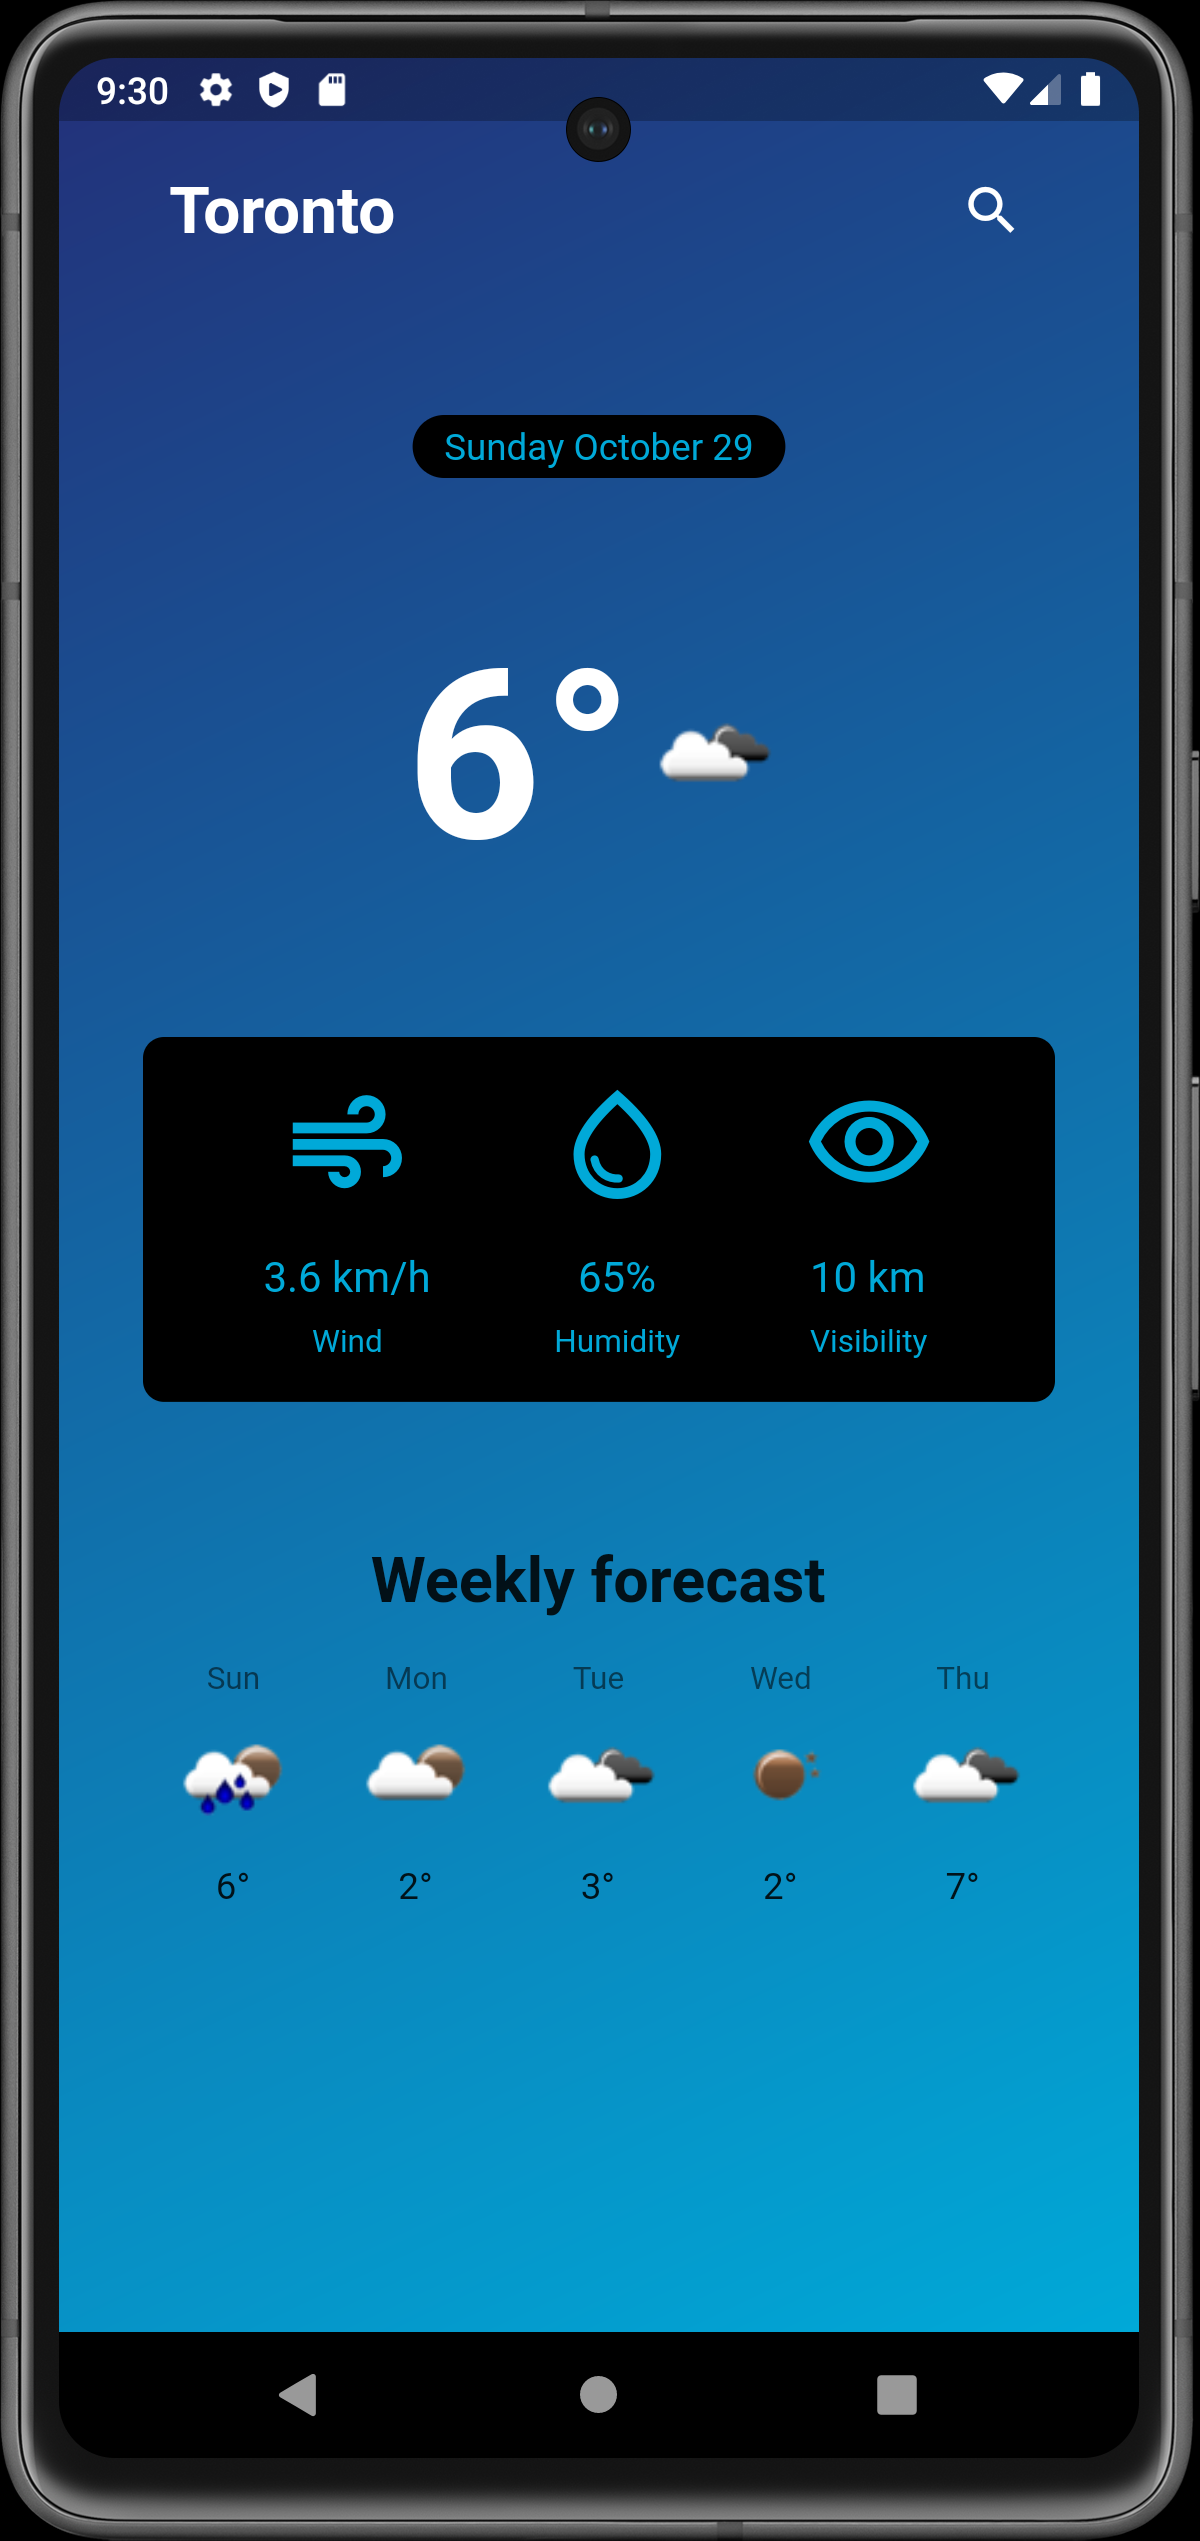 9:30
Toronto
Sunday October 29
6°
3.6 km/h 65% 10 km
Wind Humidity Visibility
Weekly forecast
Sun Mon Tue Wed Thu
6° 2° 3° 2° 7°